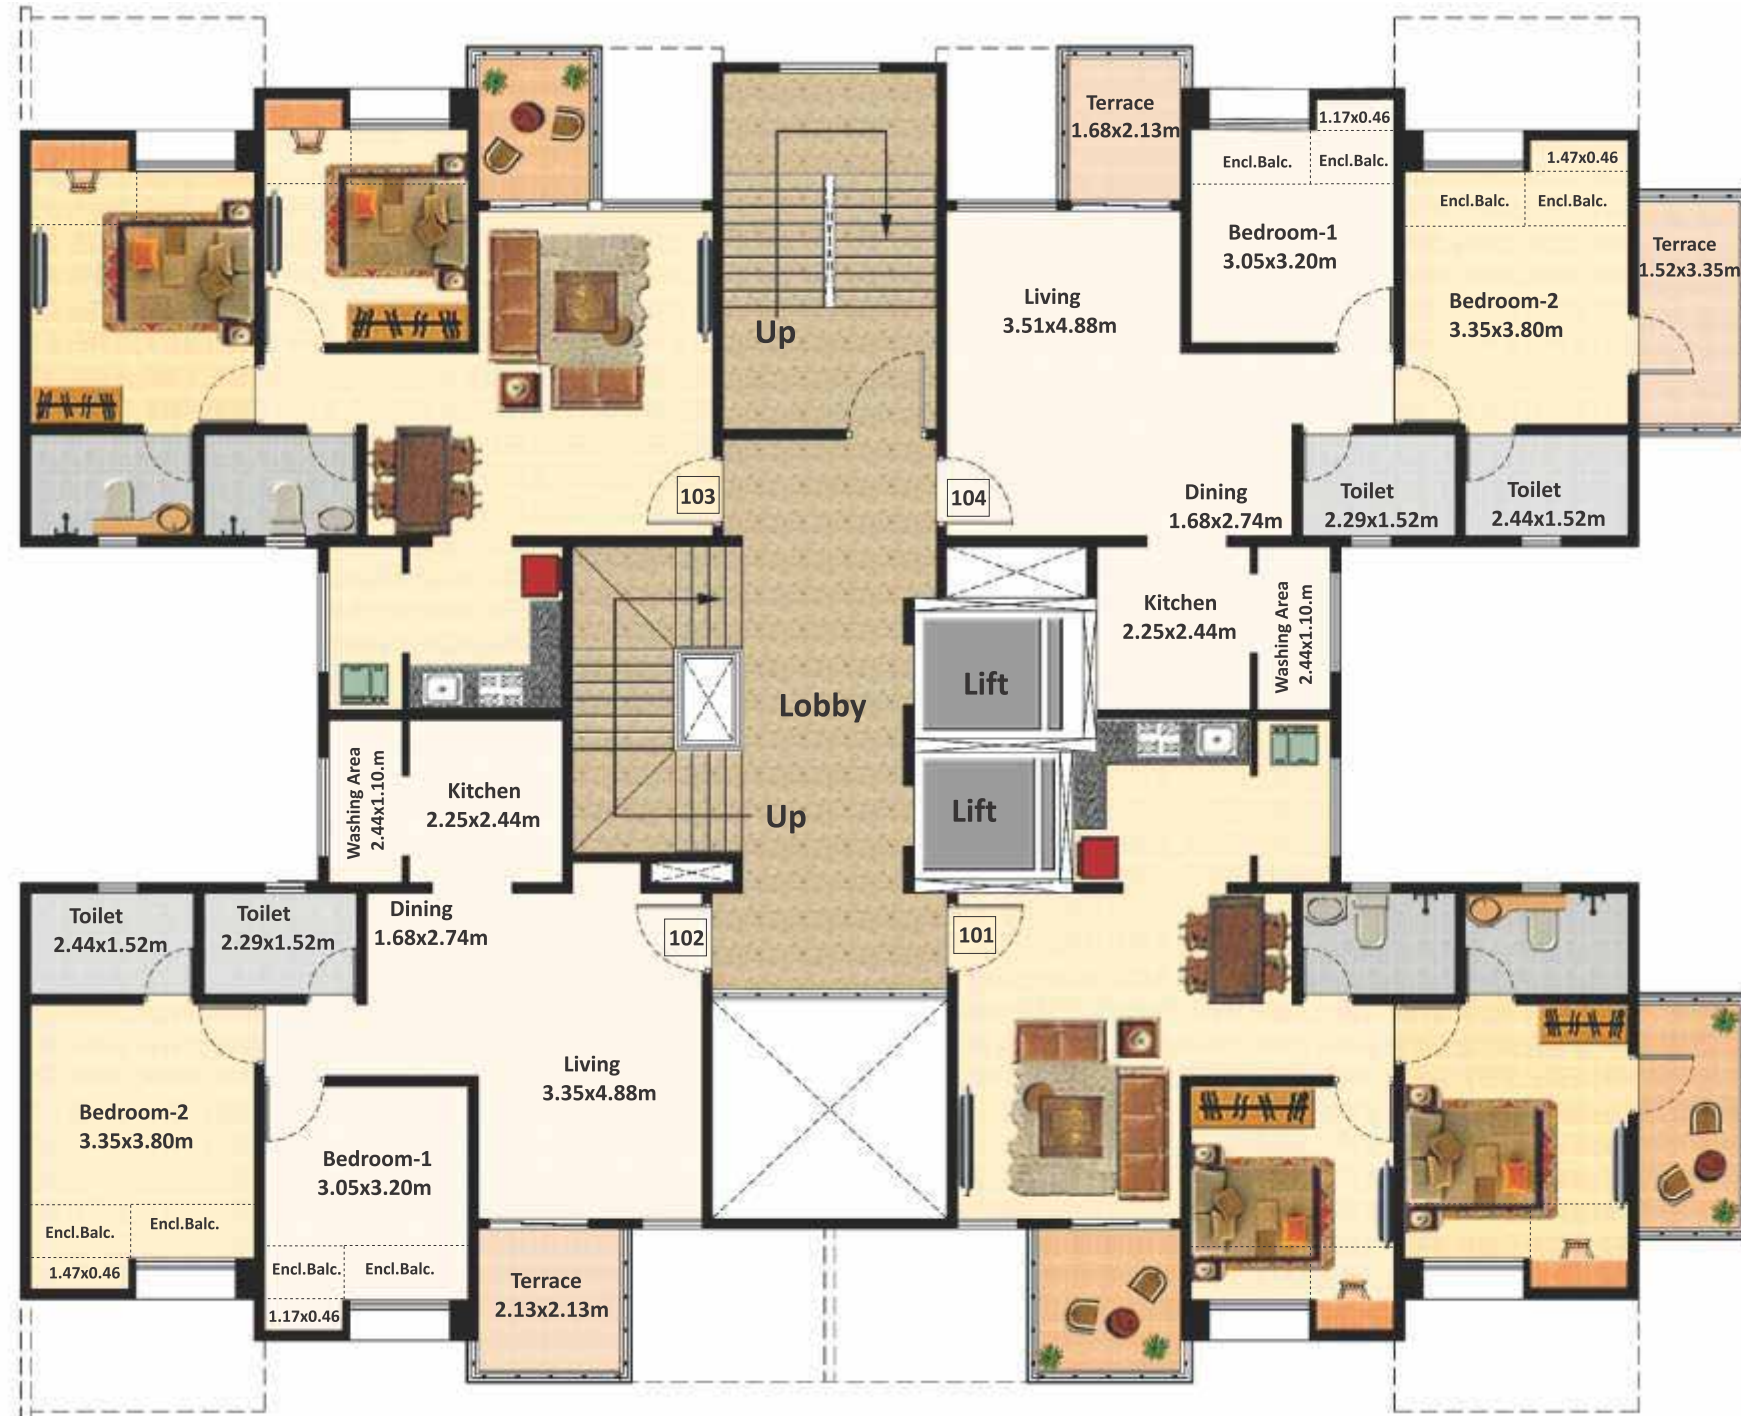 Terrace
1.68x2.13m
1.17x0.46
Encl.Balc.
Encl.Balc.
1.47x0.46
Encl.Balc.
Encl.Balc.
Bedroom-1
3.05x3.20m
Terrace
1.52x3.35m
Living
3.51x4.88m
Bedroom-2
3.35x3.80m
Up
103
104
Dining
1.68x2.74m
Toilet
2.29x1.52m
Toilet
2.44x1.52m
Kitchen
2.25x2.44m
Washing Area
2.44x1.10.m
Lift
Lobby
Washing Area
2.44x1.10.m
Kitchen
2.25x2.44m
Up
Lift
Toilet
2.44x1.52m
Toilet
2.29x1.52m
Dining
1.68x2.74m
102
101
Living
3.35x4.88m
Bedroom-2
3.35x3.80m
Bedroom-1
3.05x3.20m
Encl.Balc.
Encl.Balc.
1.47x0.46
Encl.Balc.
Encl.Balc.
1.17x0.46
Terrace
2.13x2.13m